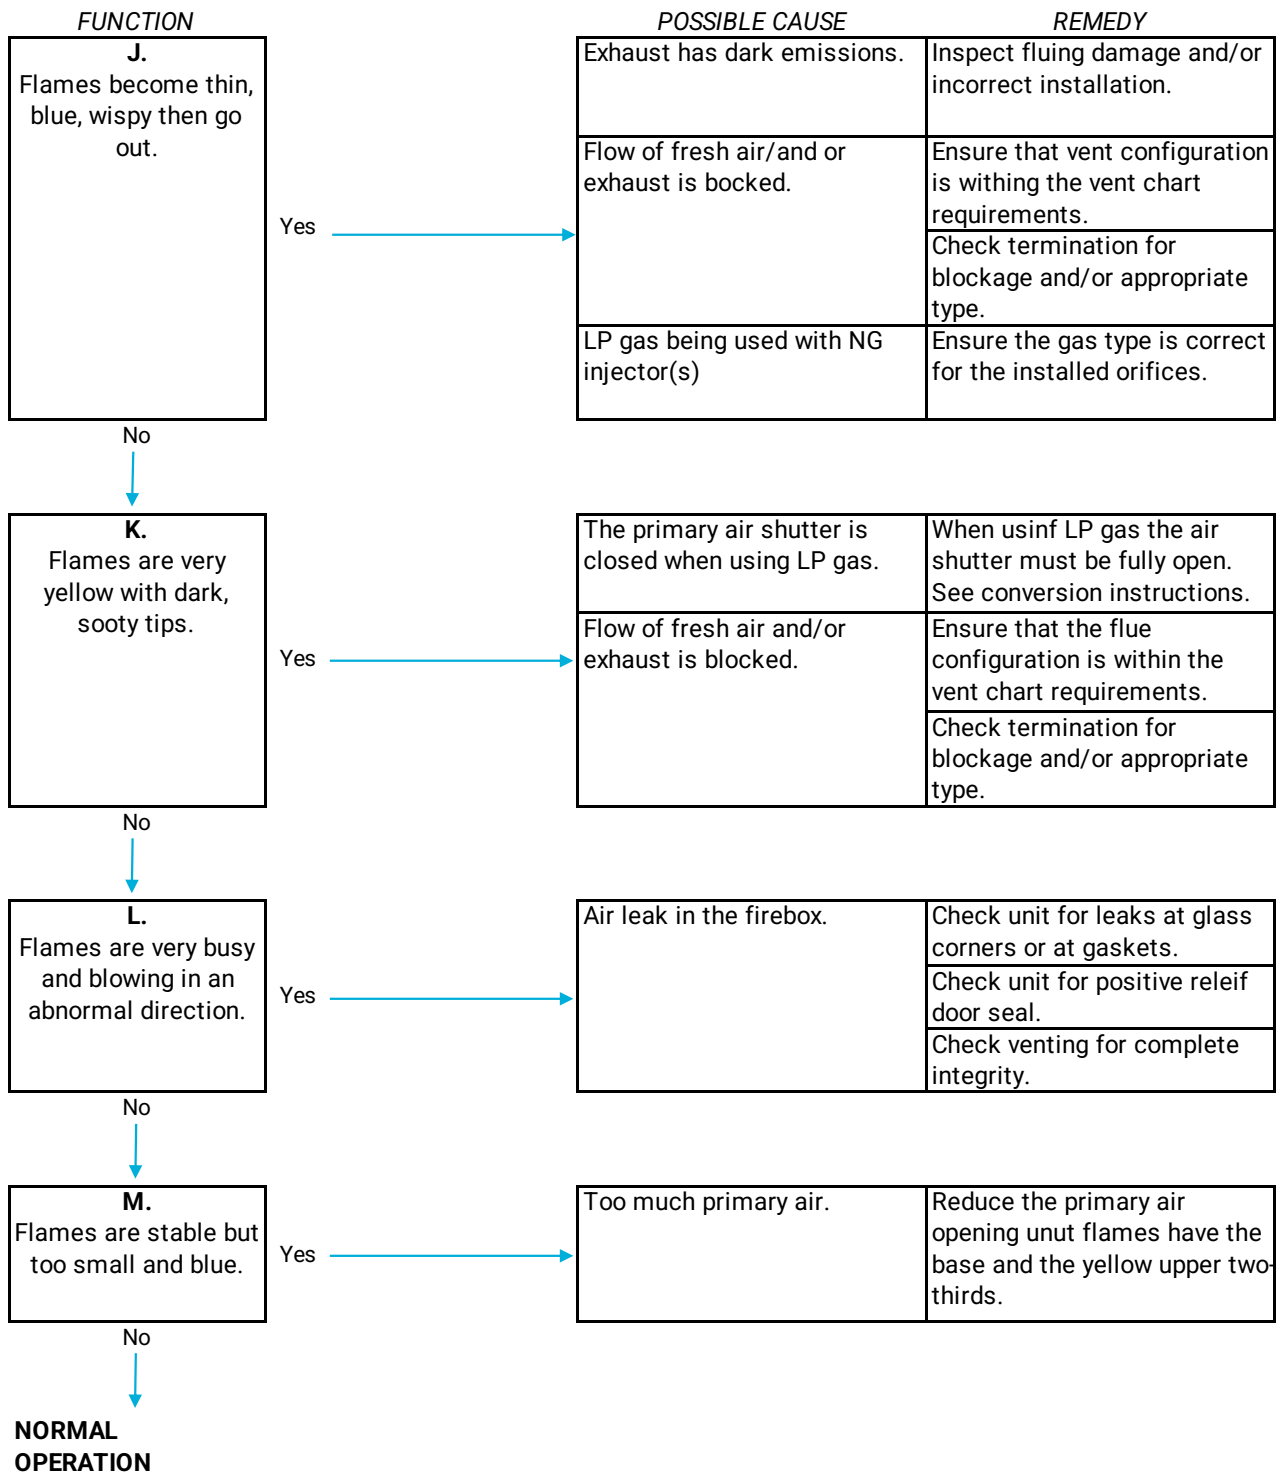 FUNCTION
POSSIBLE CAUSE
REMEDY
J.
Flames become thin,
blue, wispy then go
out.
Yes
Exhaust has dark emissions.
Inspect fluing damage and/or
incorrect installation.
Flow of fresh air/and or
exhaust is bocked.
Ensure that vent configuration
is withing the vent chart
requirements.
Check termination for
blockage and/or appropriate
type.
LP gas being used with NG
injector(s)
Ensure the gas type is correct
for the installed orifices.
No
K.
Flames are very
yellow with dark,
sooty tips.
Yes
The primary air shutter is
closed when using LP gas.
When usinf LP gas the air
shutter must be fully open.
See conversion instructions.
Flow of fresh air and/or
exhaust is blocked.
Ensure that the flue
configuration is within the
vent chart requirements.
Check termination for
blockage and/or appropriate
type.
No
L.
Flames are very busy
and blowing in an
abnormal direction.
Yes
Air leak in the firebox.
Check unit for leaks at glass
corners or at gaskets.
Check unit for positive releif
door seal.
Check venting for complete
integrity.
No
M.
Flames are stable but
too small and blue.
Yes
Too much primary air.
Reduce the primary air
opening unut flames have the
base and the yellow upper two-
thirds.
No
NORMAL
OPERATION